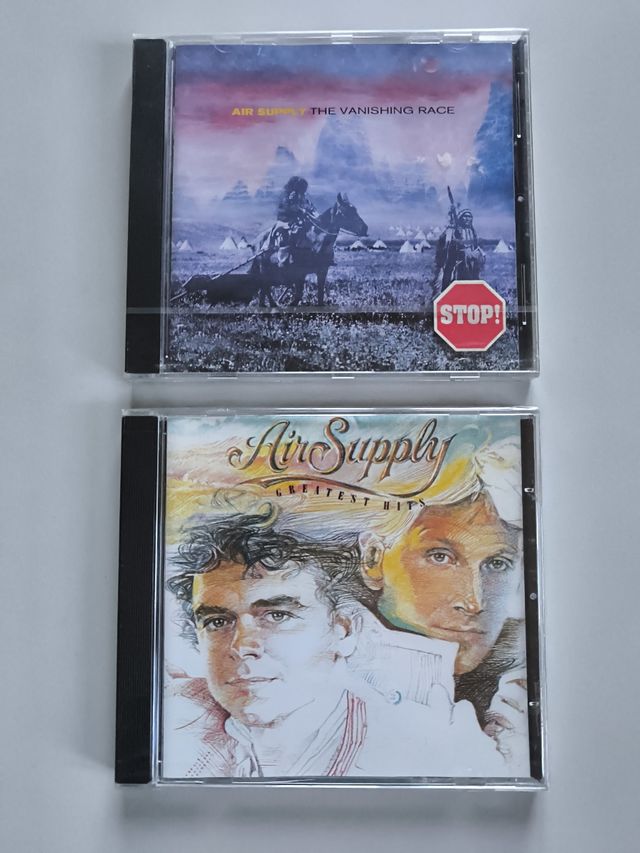 AIR SUPPLY THE VANISHING RACE
STOP!
Air Supply
GREATEST HITS